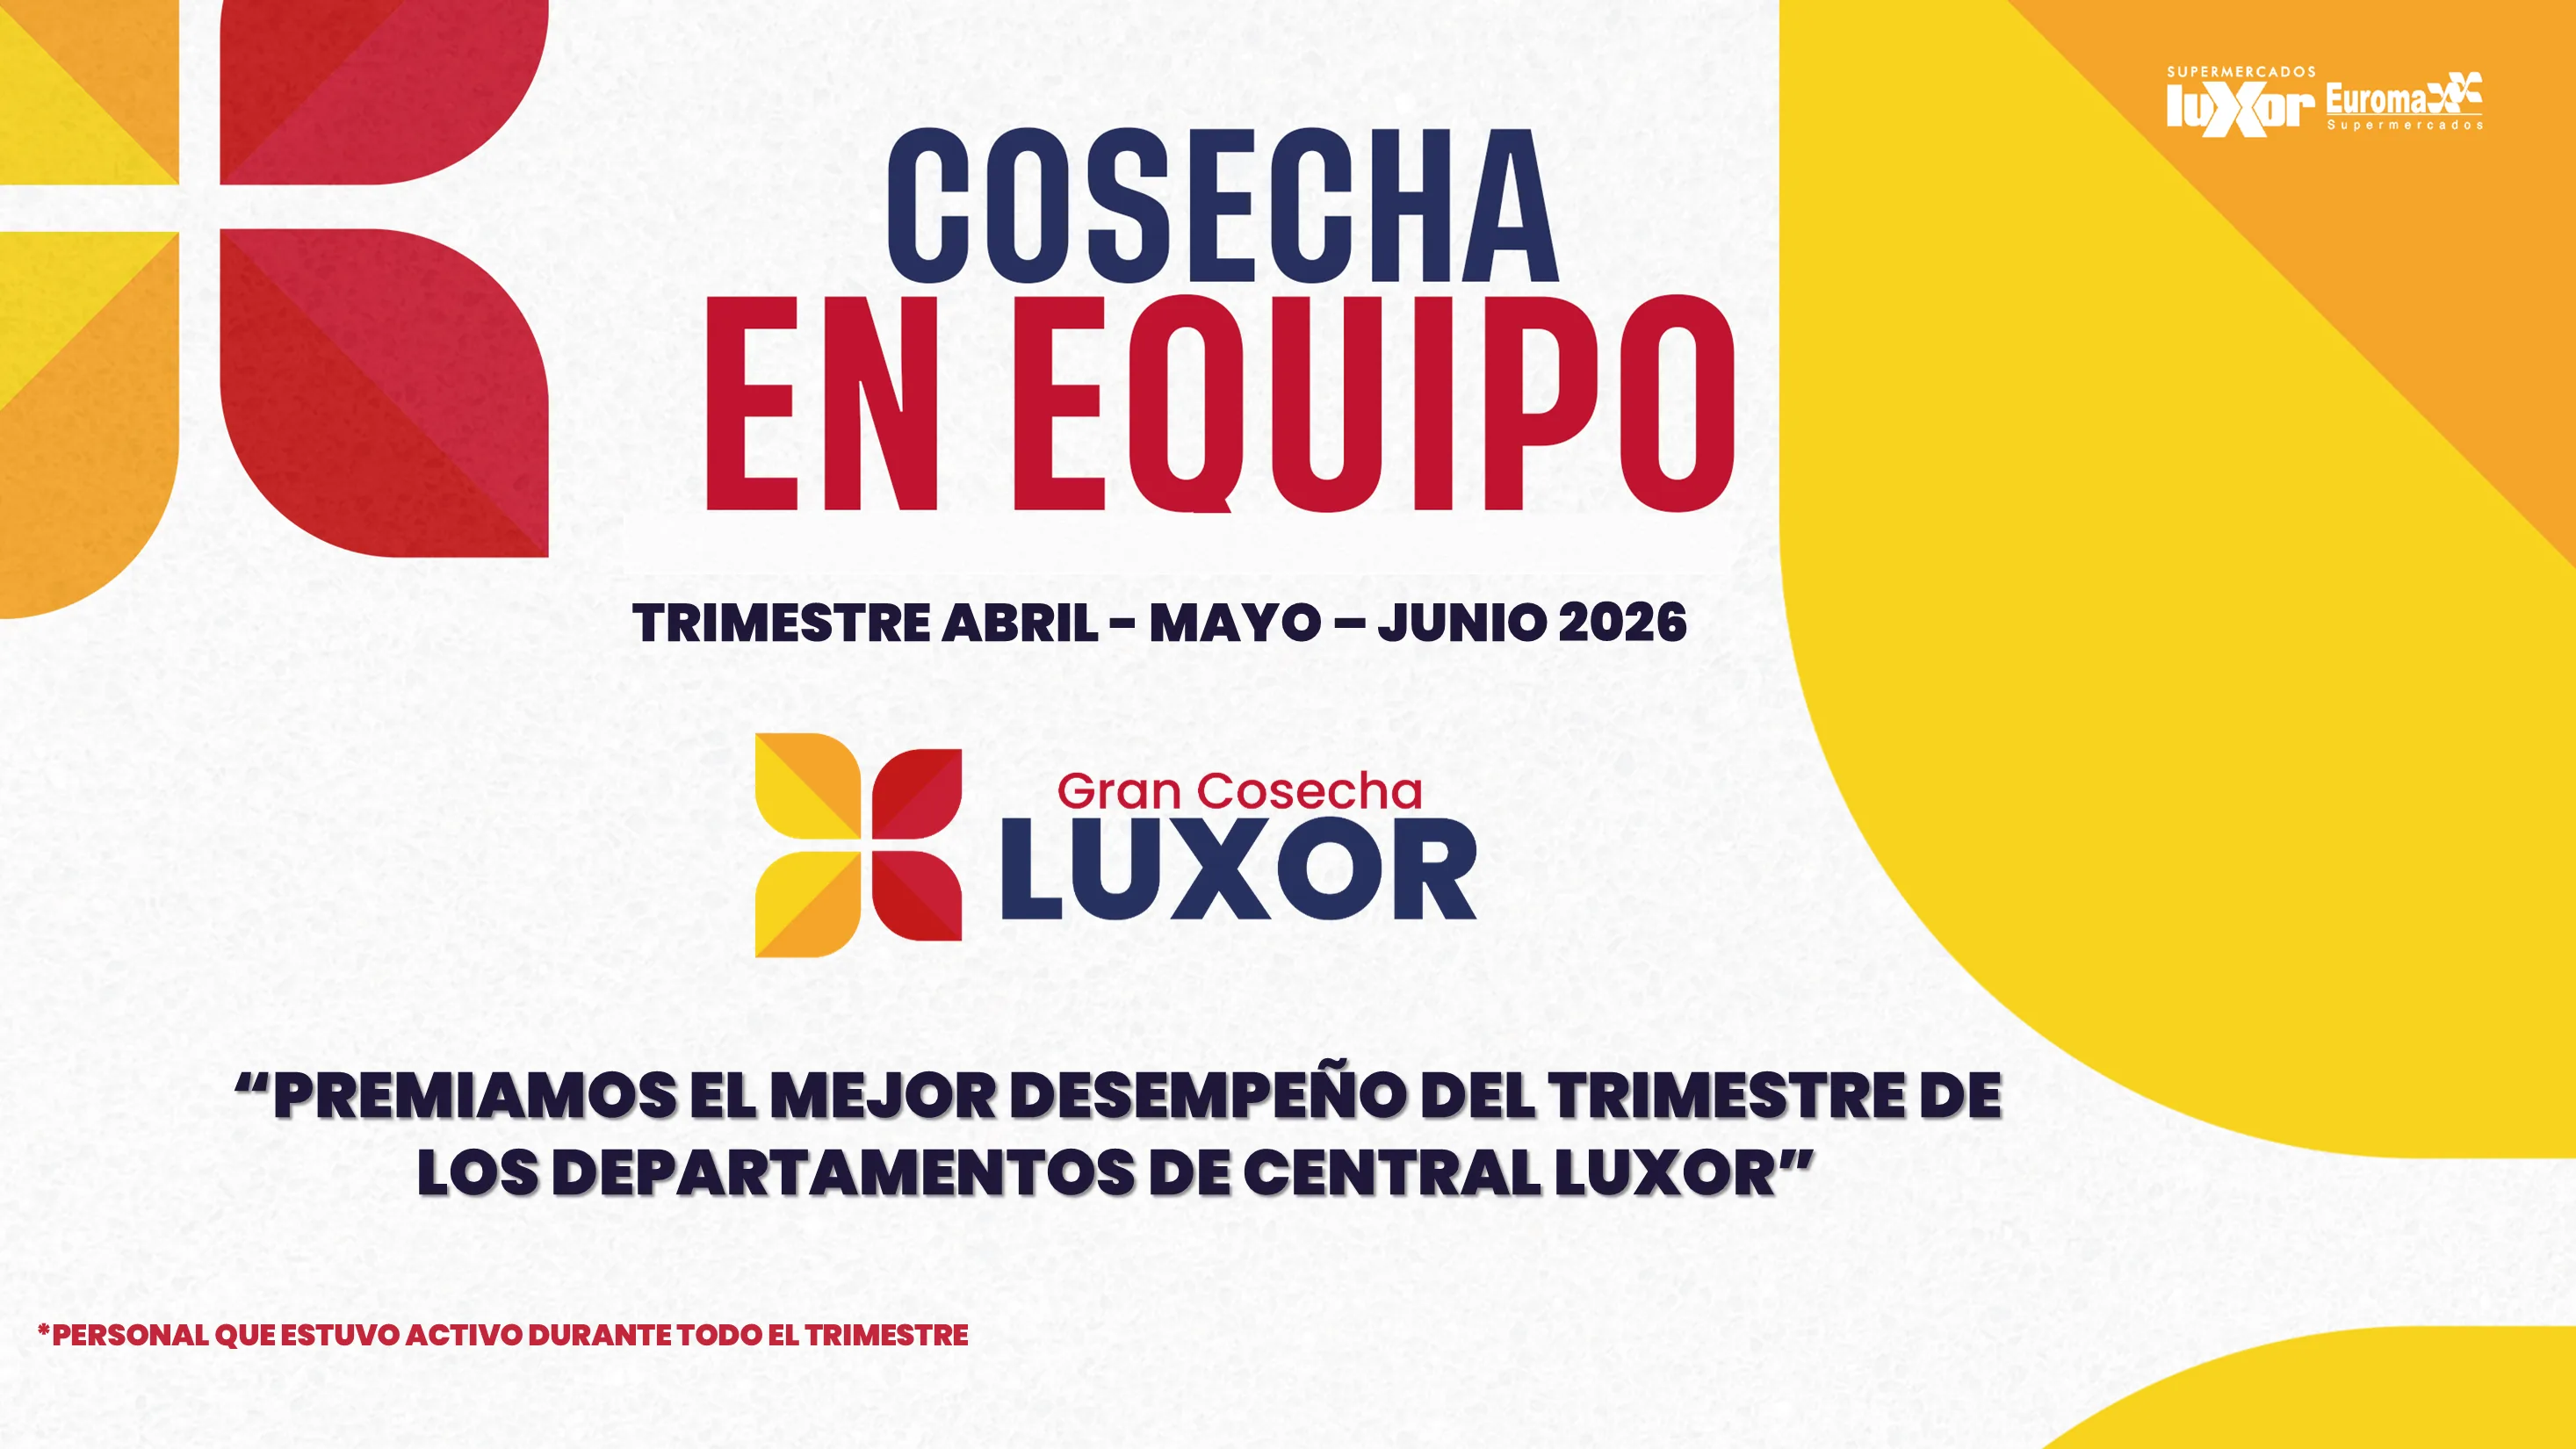 SUPERMERCADOS
luXor Euromaxx
Supermercados
COSECHA
EN EQUIPO
TRIMESTRE ABRIL - MAYO – JUNIO 2026
Gran Cosecha
LUXOR
“PREMIAMOS EL MEJOR DESEMPEÑO DEL TRIMESTRE DE
LOS DEPARTAMENTOS DE CENTRAL LUXOR”
*PERSONAL QUE ESTUVO ACTIVO DURANTE TODO EL TRIMESTRE